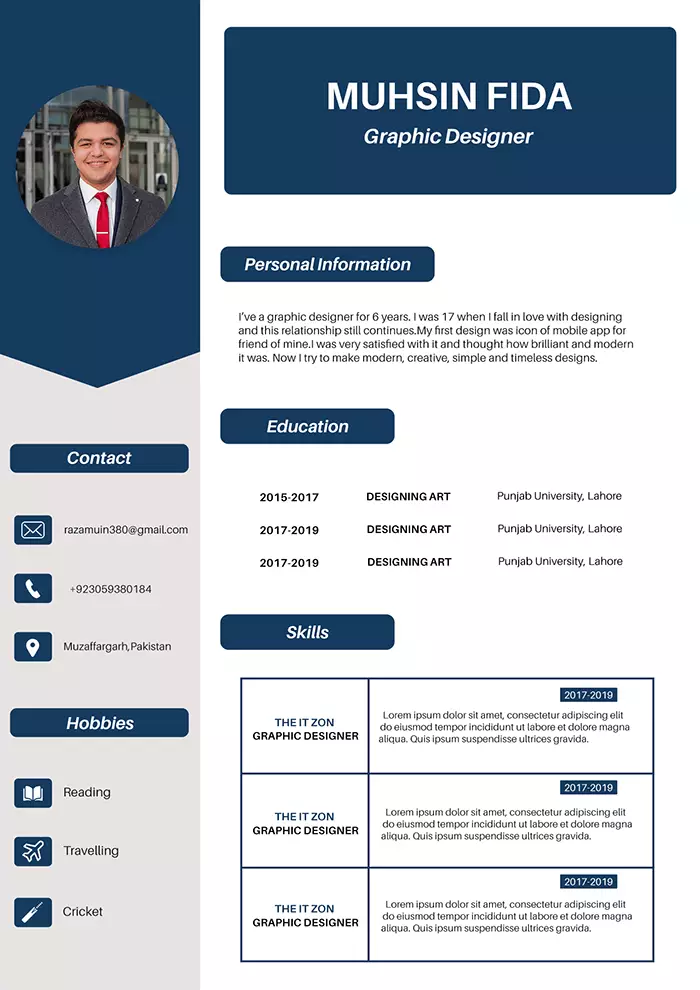 MUHSIN FIDA
Graphic Designer
Personal Information
I've a graphic designer for 6 years. I was 17 when I fall in love with designing
and this relationship still continues.My first design was icon of mobile app for
friend of mine.I was very satisfied with it and thought how brilliant and modern
it was. Now I try to make modern, creative, simple and timeless designs.
Education
2015-2017 DESIGNING ART Punjab University, Lahore
2017-2019 DESIGNING ART Punjab University, Lahore
2017-2019 DESIGNING ART Punjab University, Lahore
Skills
2017-2019
THE IT ZON
GRAPHIC DESIGNER
Lorem ipsum dolor sit amet, consectetur adipiscing elit
do eiusmod tempor incididunt ut labore et dolore magna
aliqua. Quis ipsum suspendisse ultrices gravida.
2017-2019
THE IT ZON
GRAPHIC DESIGNER
Lorem ipsum dolor sit amet, consectetur adipiscing elit
do eiusmod tempor incididunt ut labore et dolore magna
aliqua. Quis ipsum suspendisse ultrices gravida.
2017-2019
THE IT ZON
GRAPHIC DESIGNER
Lorem ipsum dolor sit amet, consectetur adipiscing elit
do eiusmod tempor incididunt ut labore et dolore magna
aliqua. Quis ipsum suspendisse ultrices gravida.
Contact
razamuin380@gmail.com
+923059380184
Muzaffargarh,Pakistan
Hobbies
Reading
Travelling
Cricket